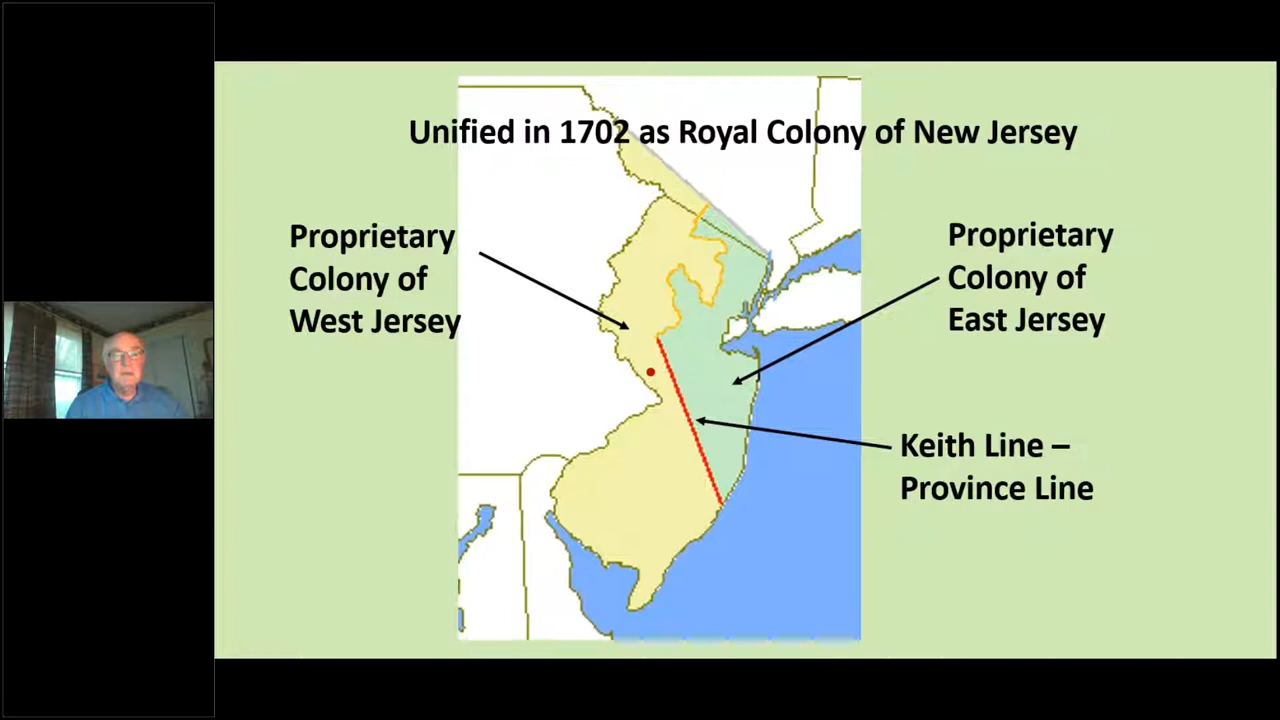 Unified in 1702 as Royal Colony of New Jersey
Proprietary
Colony of
West Jersey
Proprietary
Colony of
East Jersey
Keith Line –
Province Line